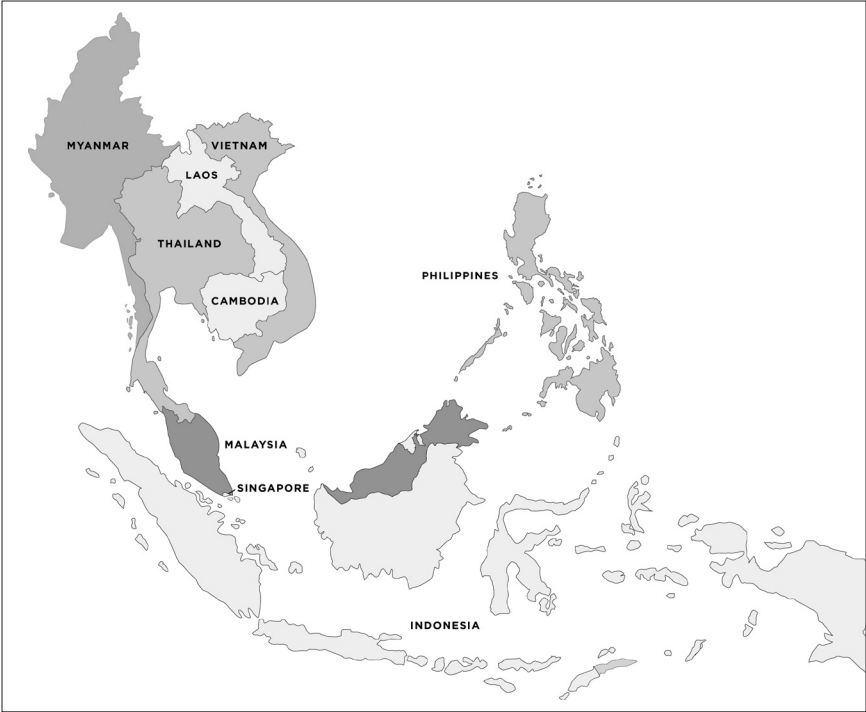 MYANMAR
VIETNAM
LAOS
THAILAND
PHILIPPINES
CAMBODIA
MALAYSIA
SINGAPORE
INDONESIA